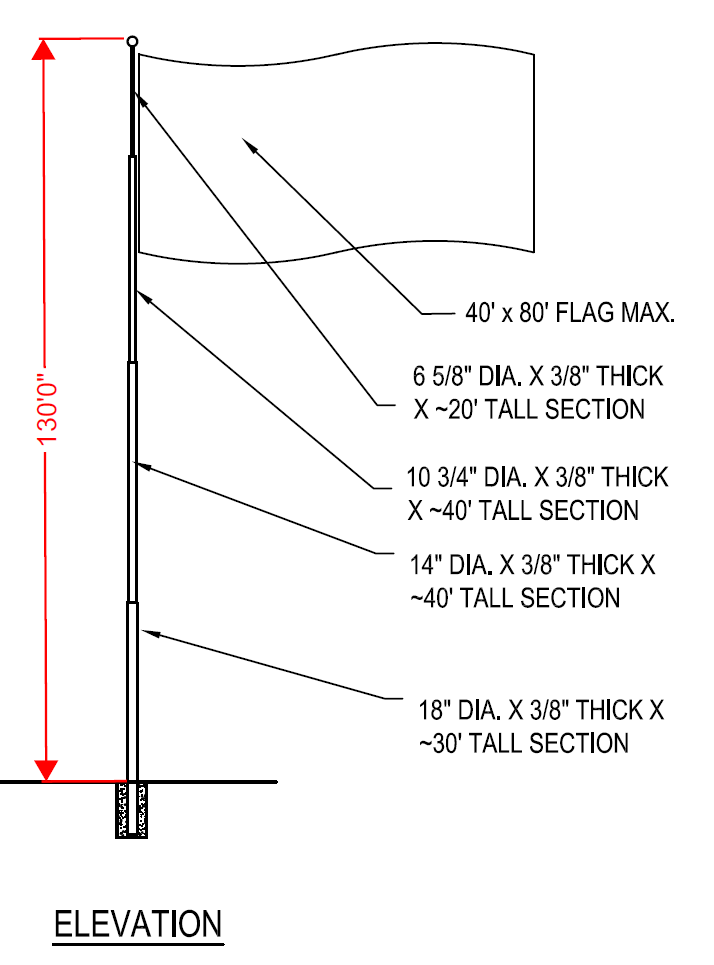 40' x 80' FLAG MAX.
6 5/8" DIA. X 3/8" THICK
X ~20' TALL SECTION
130'0"
10 3/4" DIA. X 3/8" THICK
X ~40' TALL SECTION
14" DIA. X 3/8" THICK X
~40' TALL SECTION
18" DIA. X 3/8" THICK X
~30' TALL SECTION
ELEVATION